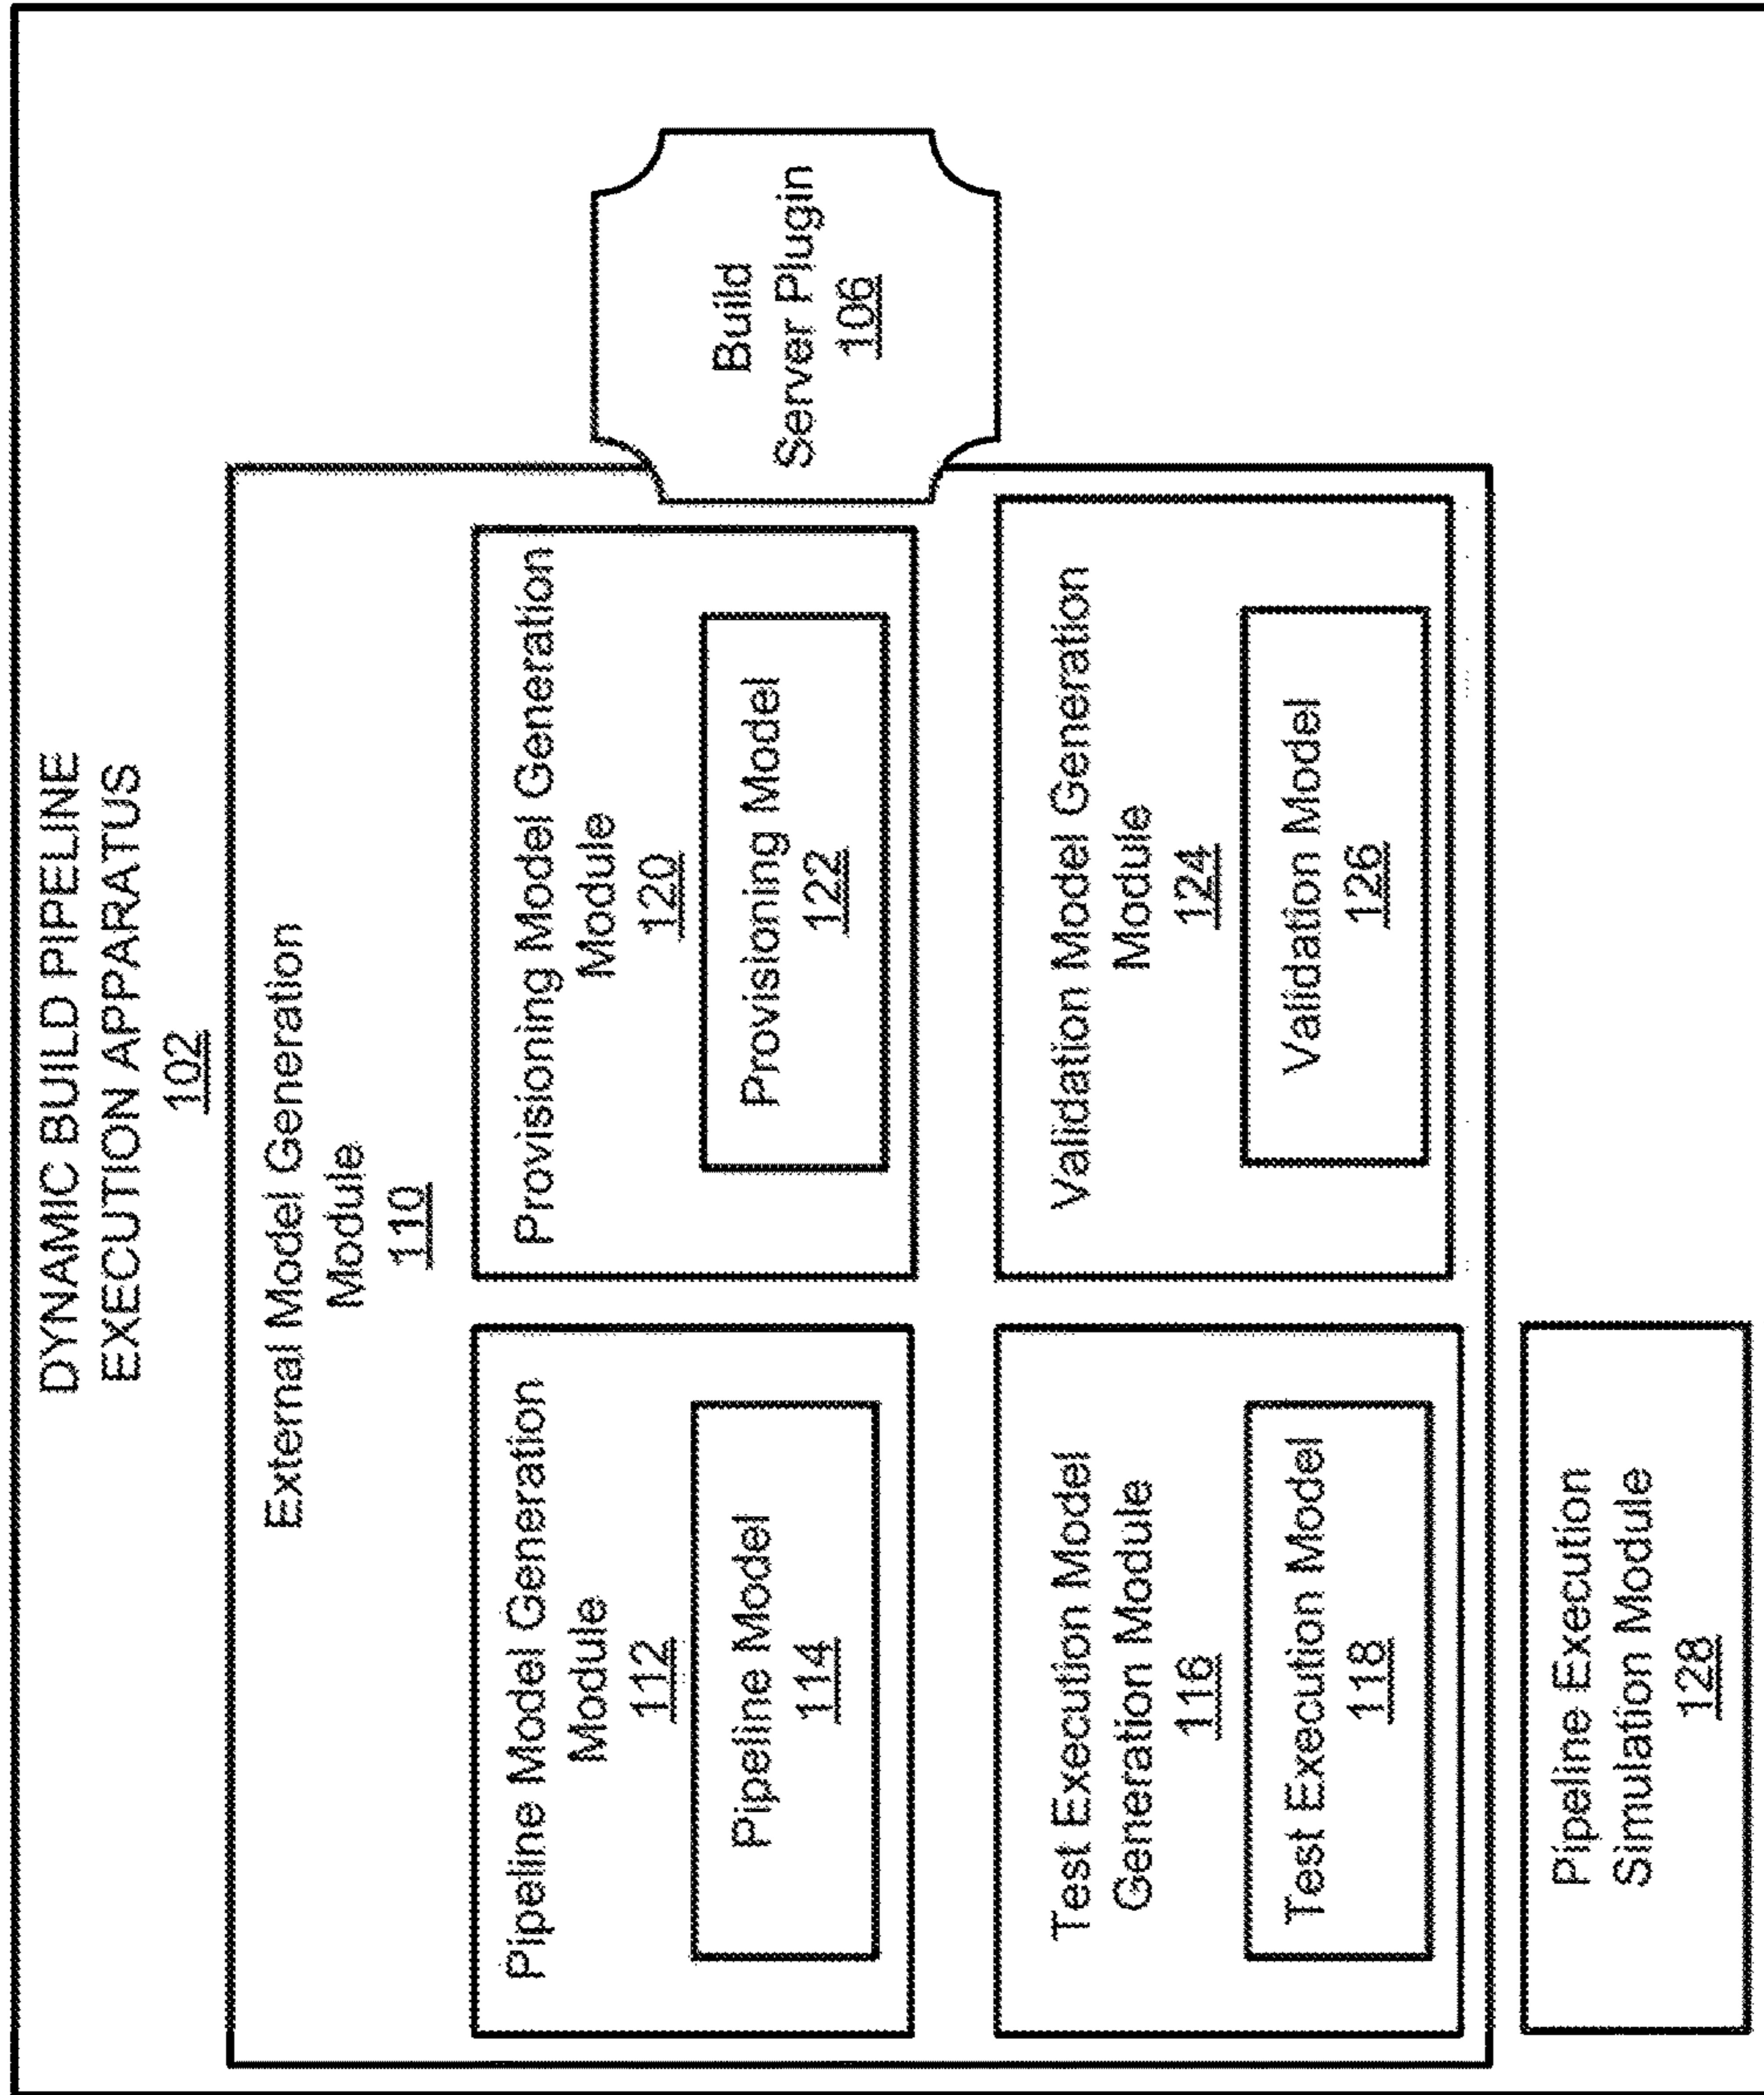 DYNAMIC BUILD PIPELINE
EXECUTION APPARATUS
102
External Model Generation
Module
110
Pipeline Model Generation
Module
112
Pipeline Model
114
Provisioning Model Generation
Module
120
Provisioning Model
122
Build
Server Plugin
106
Test Execution Model
Generation Module
116
Test Execution Model
118
Validation Model Generation
Module
124
Validation Model
126
Pipeline Execution
Simulation Module
128